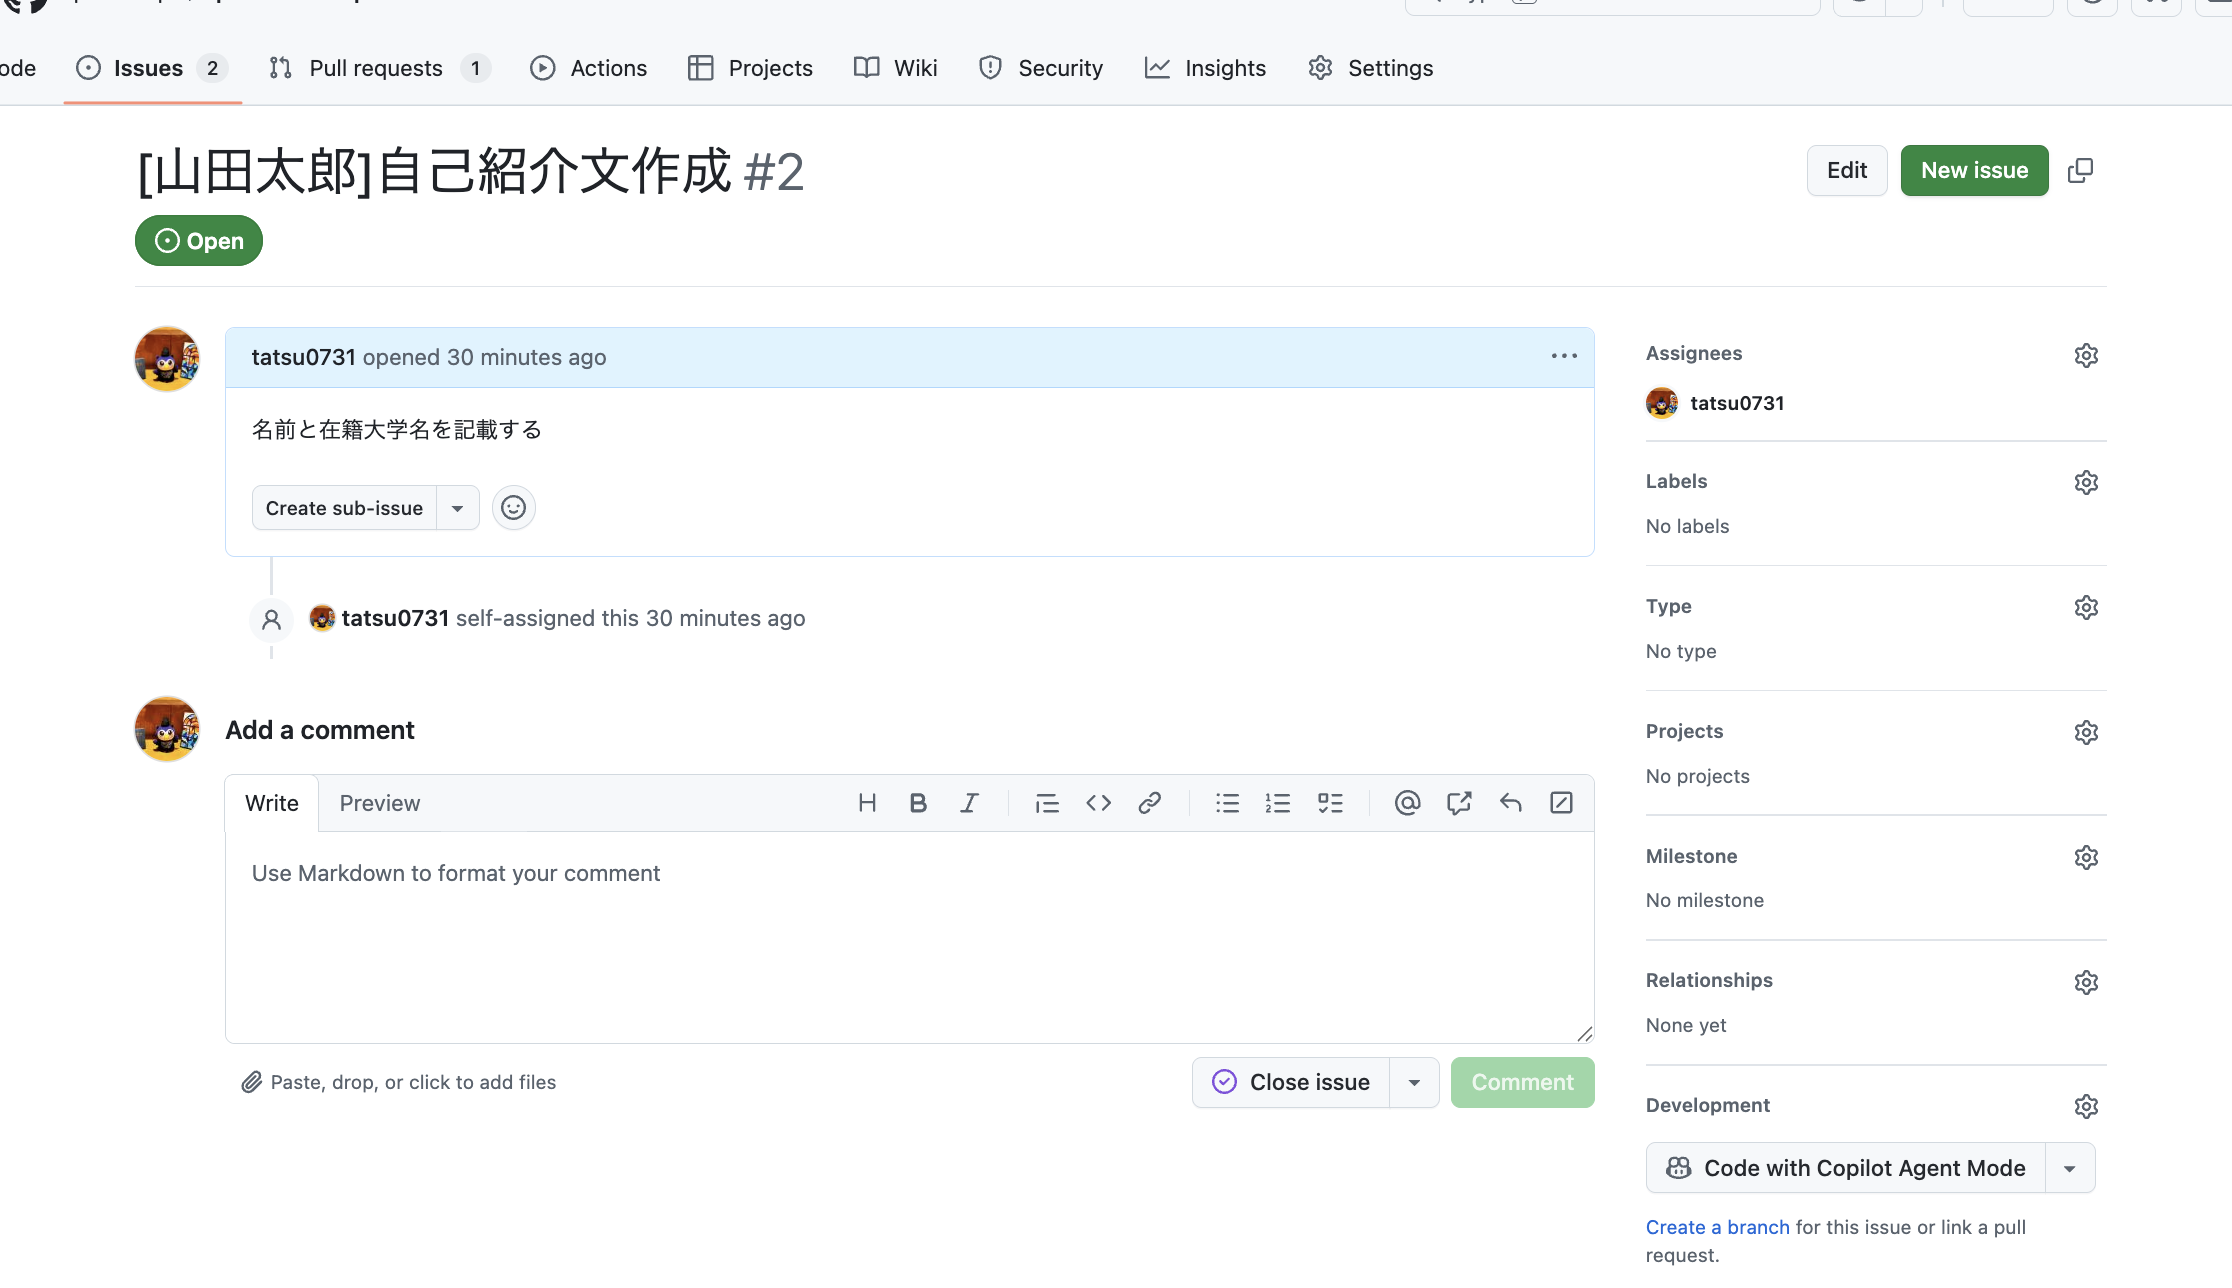 ode Issues 2 Pull requests 1 Actions Projects Wiki Security Insights Settings
[山田太郎]自己紹介文作成 #2
Edit New issue
Open
tatsu0731 opened 30 minutes ago
名前と在籍大学名を記載する
Create sub-issue
tatsu0731 self-assigned this 30 minutes ago
Add a comment
Write Preview
Use Markdown to format your comment
Paste, drop, or click to add files
Close issue Comment
Assignees
tatsu0731
Labels
No labels
Type
No type
Projects
No projects
Milestone
No milestone
Relationships
None yet
Development
Code with Copilot Agent Mode
Create a branch for this issue or link a pull
request.